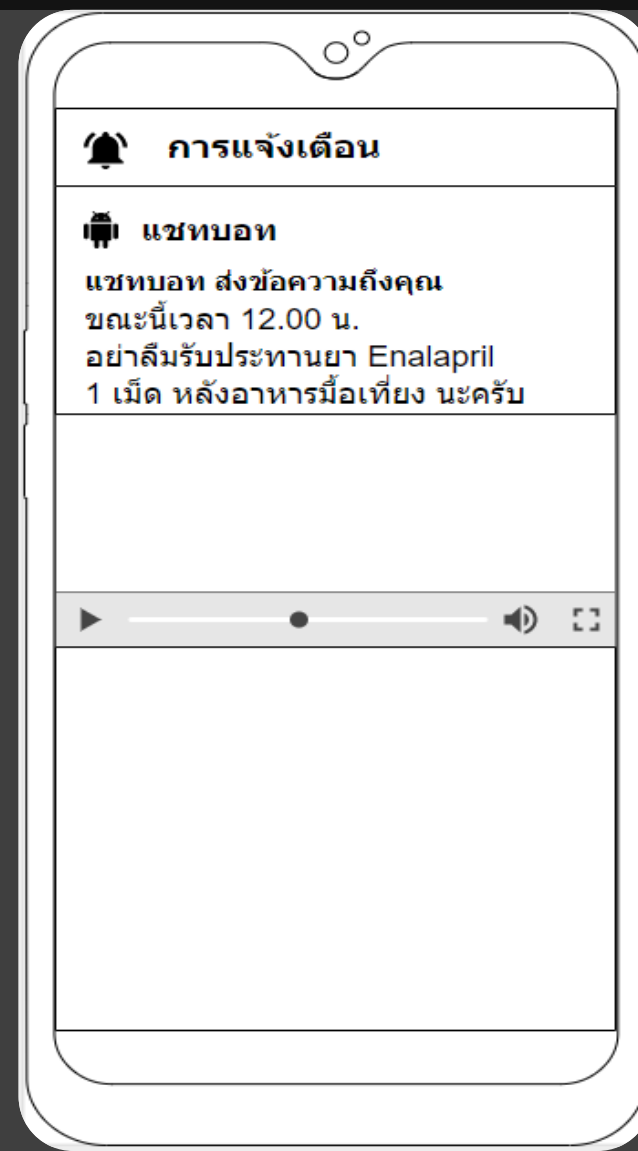 การแจ้งเตือน
แชทบอท
แชทบอท ส่งข้อความถึงคุณ
ขณะนี้เวลา 12.00 น.
อย่าลืมรับประทานยา Enalapril
1 เม็ด หลังอาหารมื้อเที่ยง นะครับ